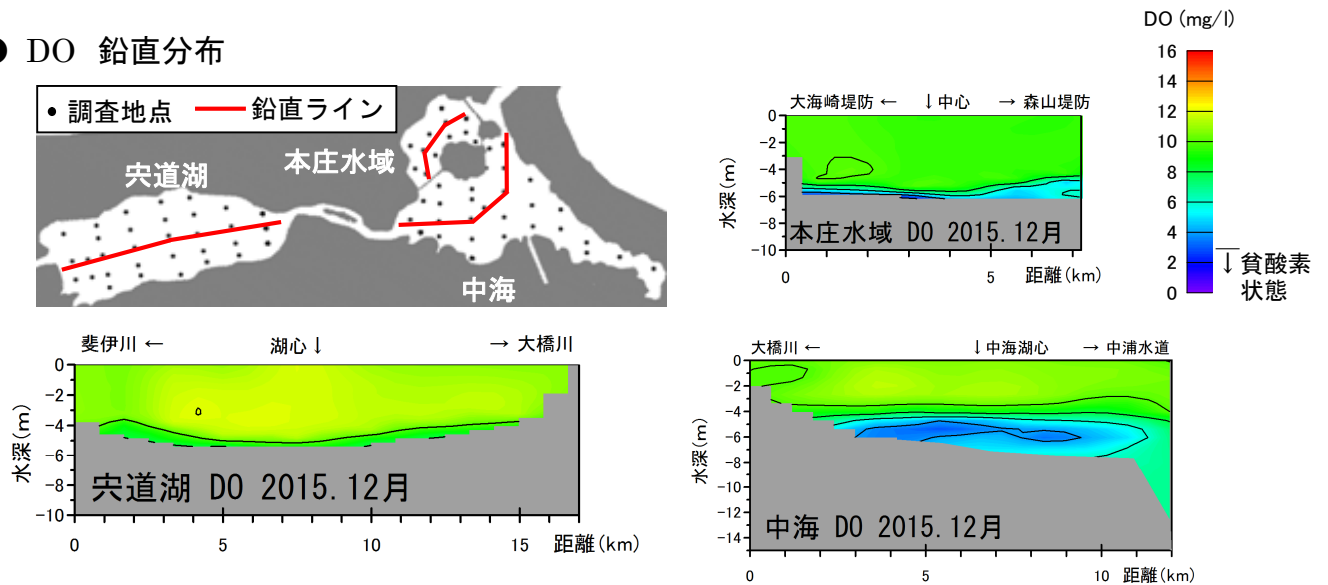 ● DO 鉛直分布
• 調査地点 ━ 鉛直ライン
宍道湖
本庄水域
中海
大海崎堤防 ← ↓中心 → 森山堤防
0
-2
-4
-6
-8
-10
水深(m)
本庄水域 DO 2015.12月
0 5 距離(km)
DO (mg/l)
16
14
12
10
8
6
4
2
0
↓貧酸素
状態
斐伊川 ← 湖心↓ → 大橋川
0
-2
-4
-6
-8
-10
水深(m)
宍道湖 DO 2015.12月
0 5 10 15 距離(km)
大橋川 ← ↓中海湖心 → 中浦水道
0
-2
-4
-6
-8
-10
-12
-14
水深(m)
中海 DO 2015.12月
0 5 10 距離(km)